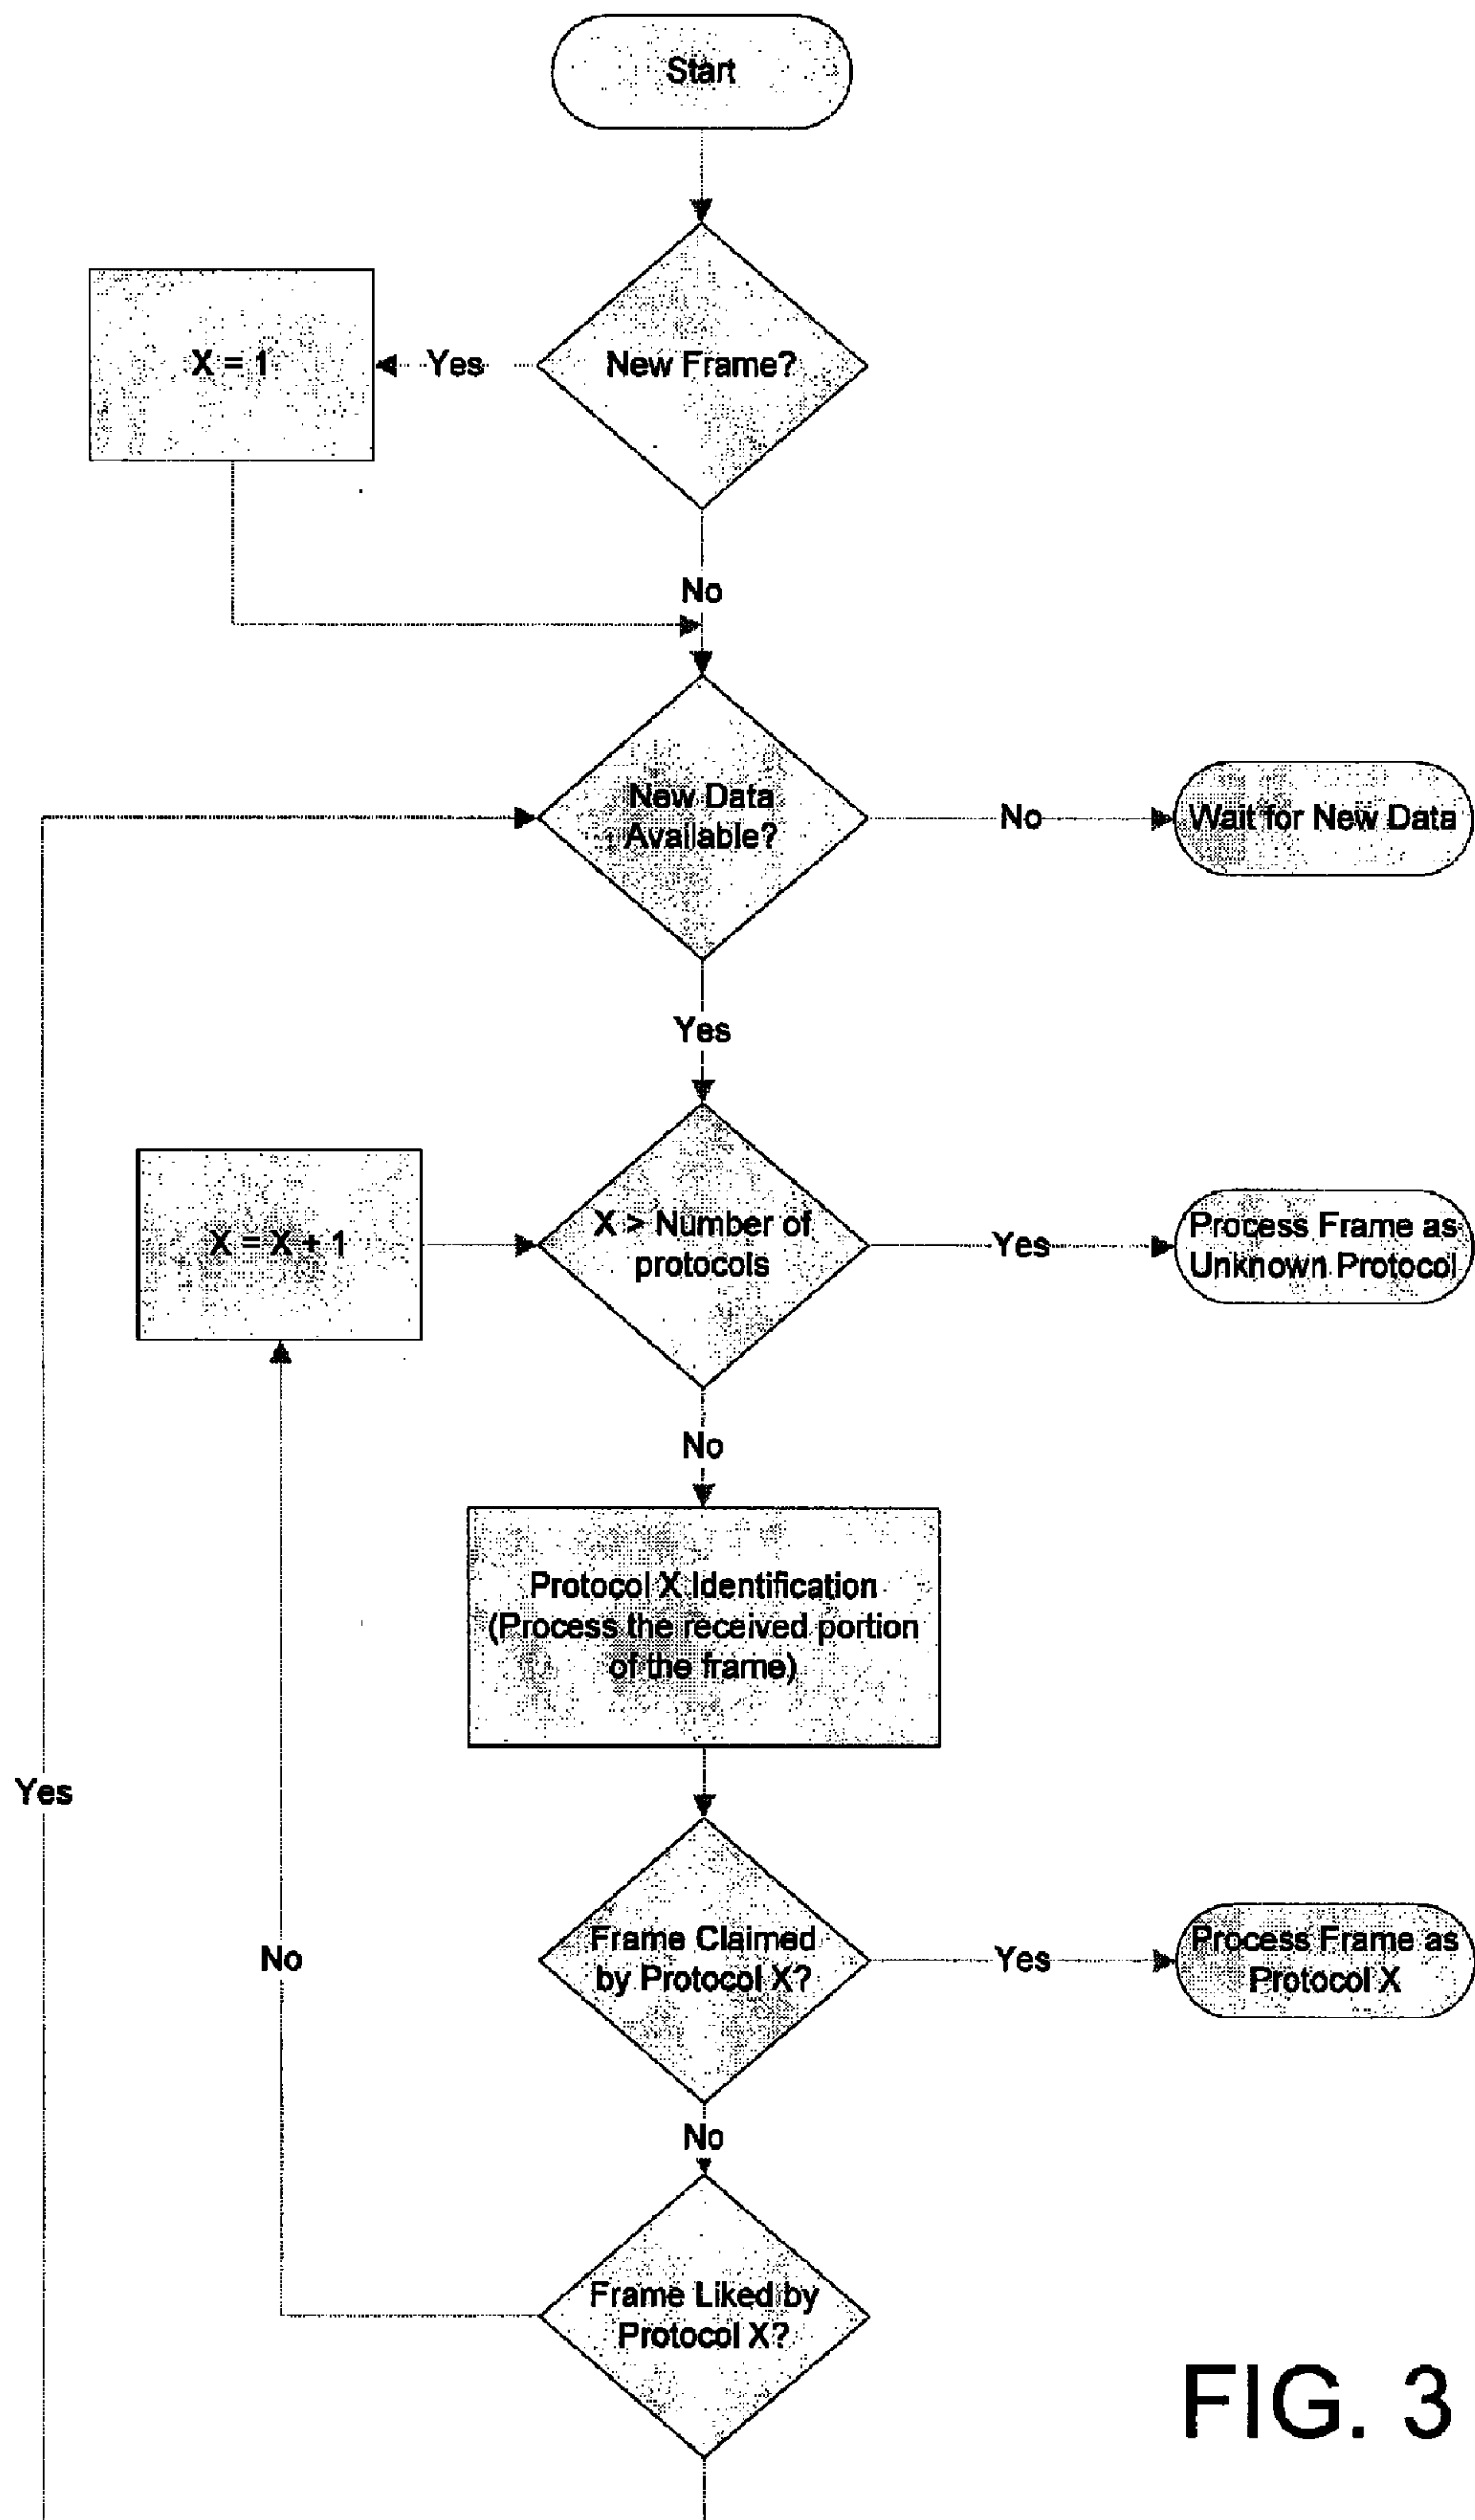 Start
New Frame?
Yes
X = 1
No
New Data
Available?
No
Wait for New Data
Yes
X = X + 1
X > Number of
protocols
Yes
Process Frame as
Unknown Protocol
No
Protocol X Identification
(Process the received portion
of the frame)
Yes
Frame Claimed
by Protocol X?
Yes
Process Frame as
Protocol X
No
No
Frame Liked by
Protocol X?
FIG. 3